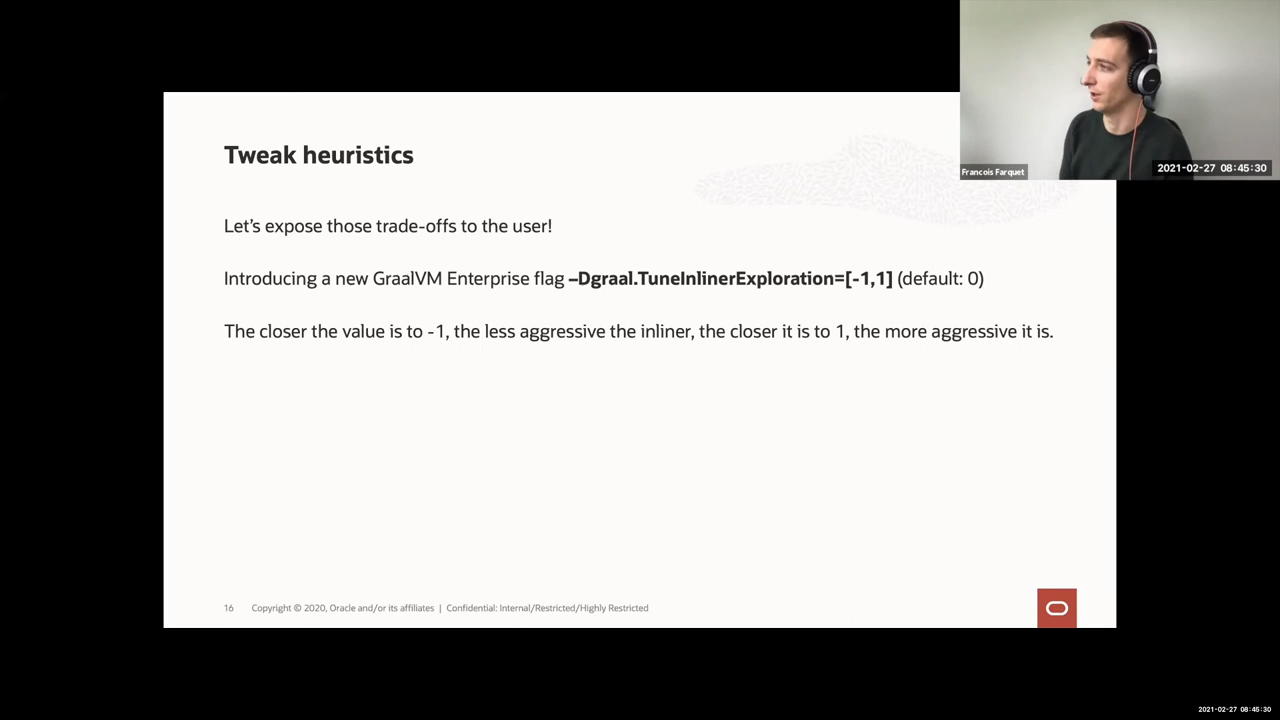 Francois Farquet
2021-02-27 08:45:30
Tweak heuristics
Let's expose those trade-offs to the user!
Introducing a new GraalVM Enterprise flag –Dgraal.TuneInlinerExploration=[-1,1] (default: 0)
The closer the value is to -1, the less aggressive the inliner, the closer it is to 1, the more aggressive it is.
16 Copyright © 2020, Oracle and/or its affiliates | Confidential: Internal/Restricted/Highly Restricted
2021-02-27 08:45:30